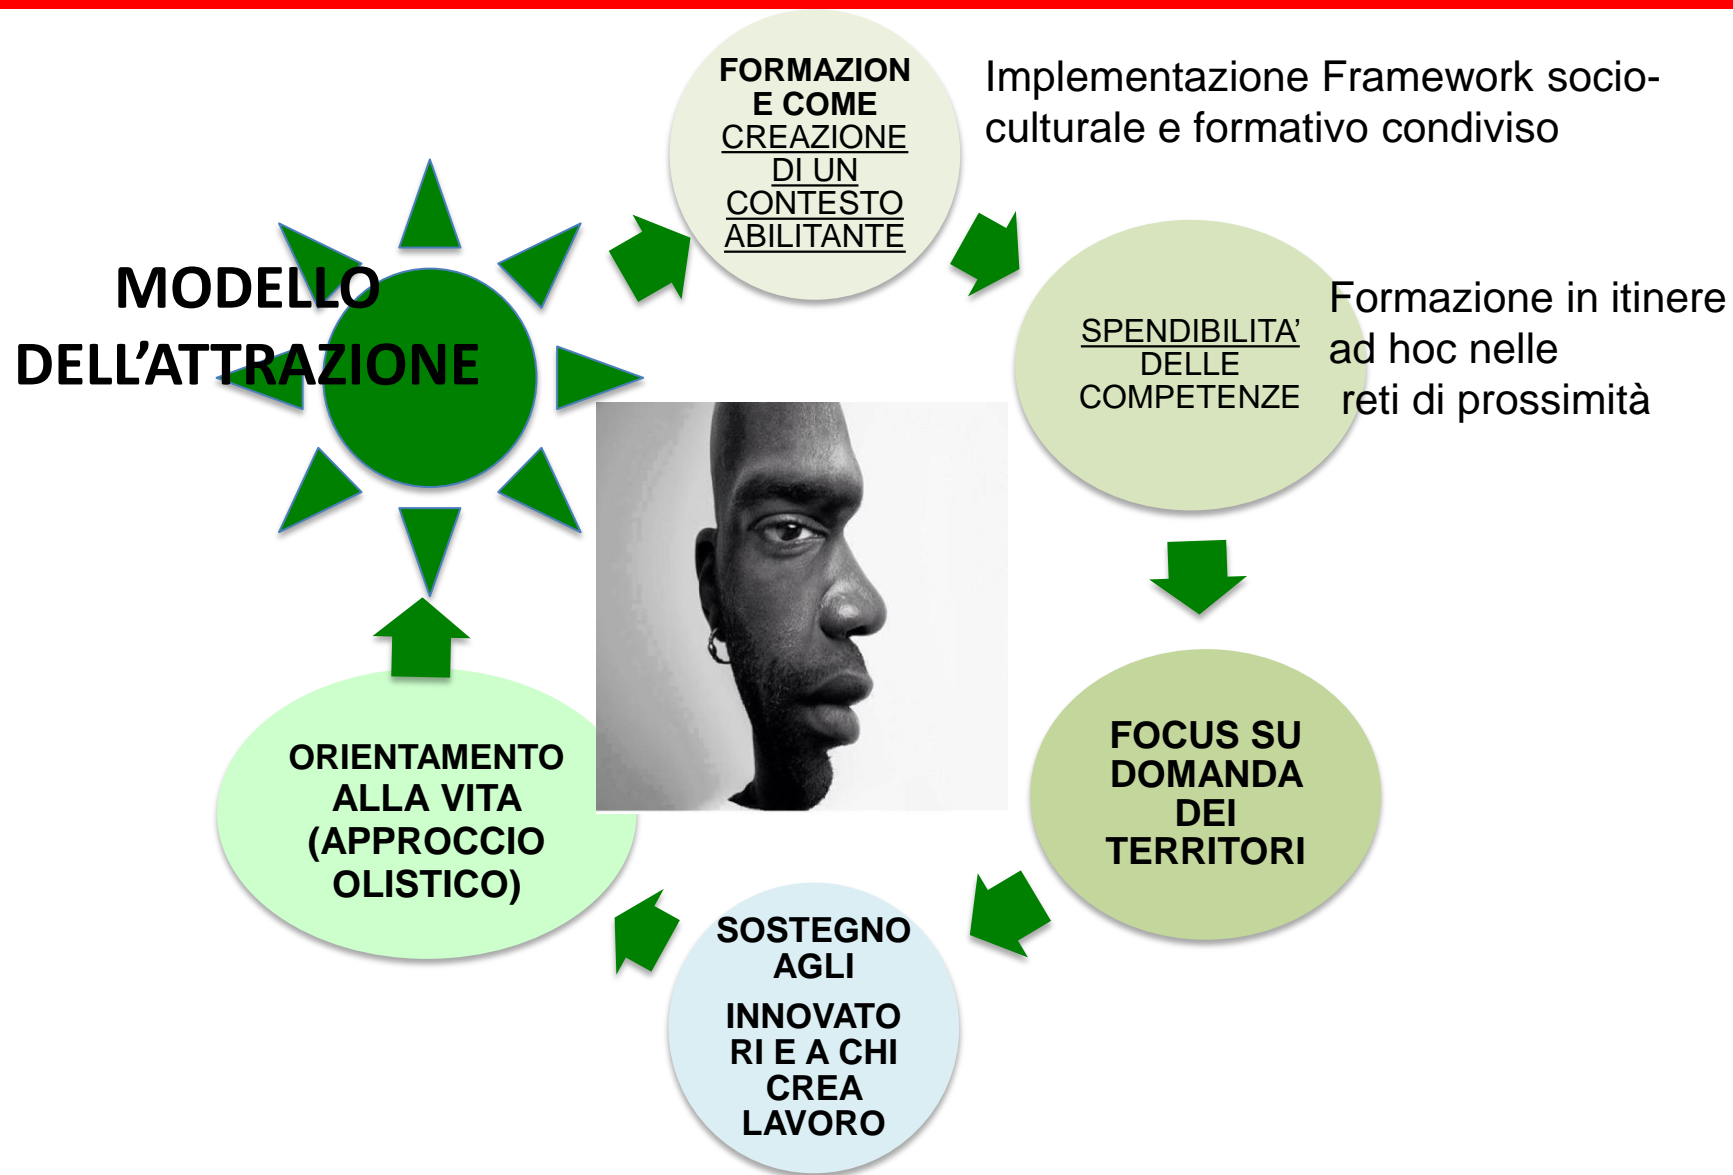 FORMAZION
E COME
CREAZIONE
DI UN
CONTESTO
ABILITANTE
Implementazione Framework socio-
culturale e formativo condiviso
MODELLO
DELL’ATTRAZIONE
SPENDIBILITA’
DELLE
COMPETENZE
Formazione in itinere
ad hoc nelle
reti di prossimità
FOCUS SU
DOMANDA
DEI
TERRITORI
SOSTEGNO
AGLI
INNOVATO
RI E A CHI
CREA
LAVORO
ORIENTAMENTO
ALLA VITA
(APPROCCIO
OLISTICO)